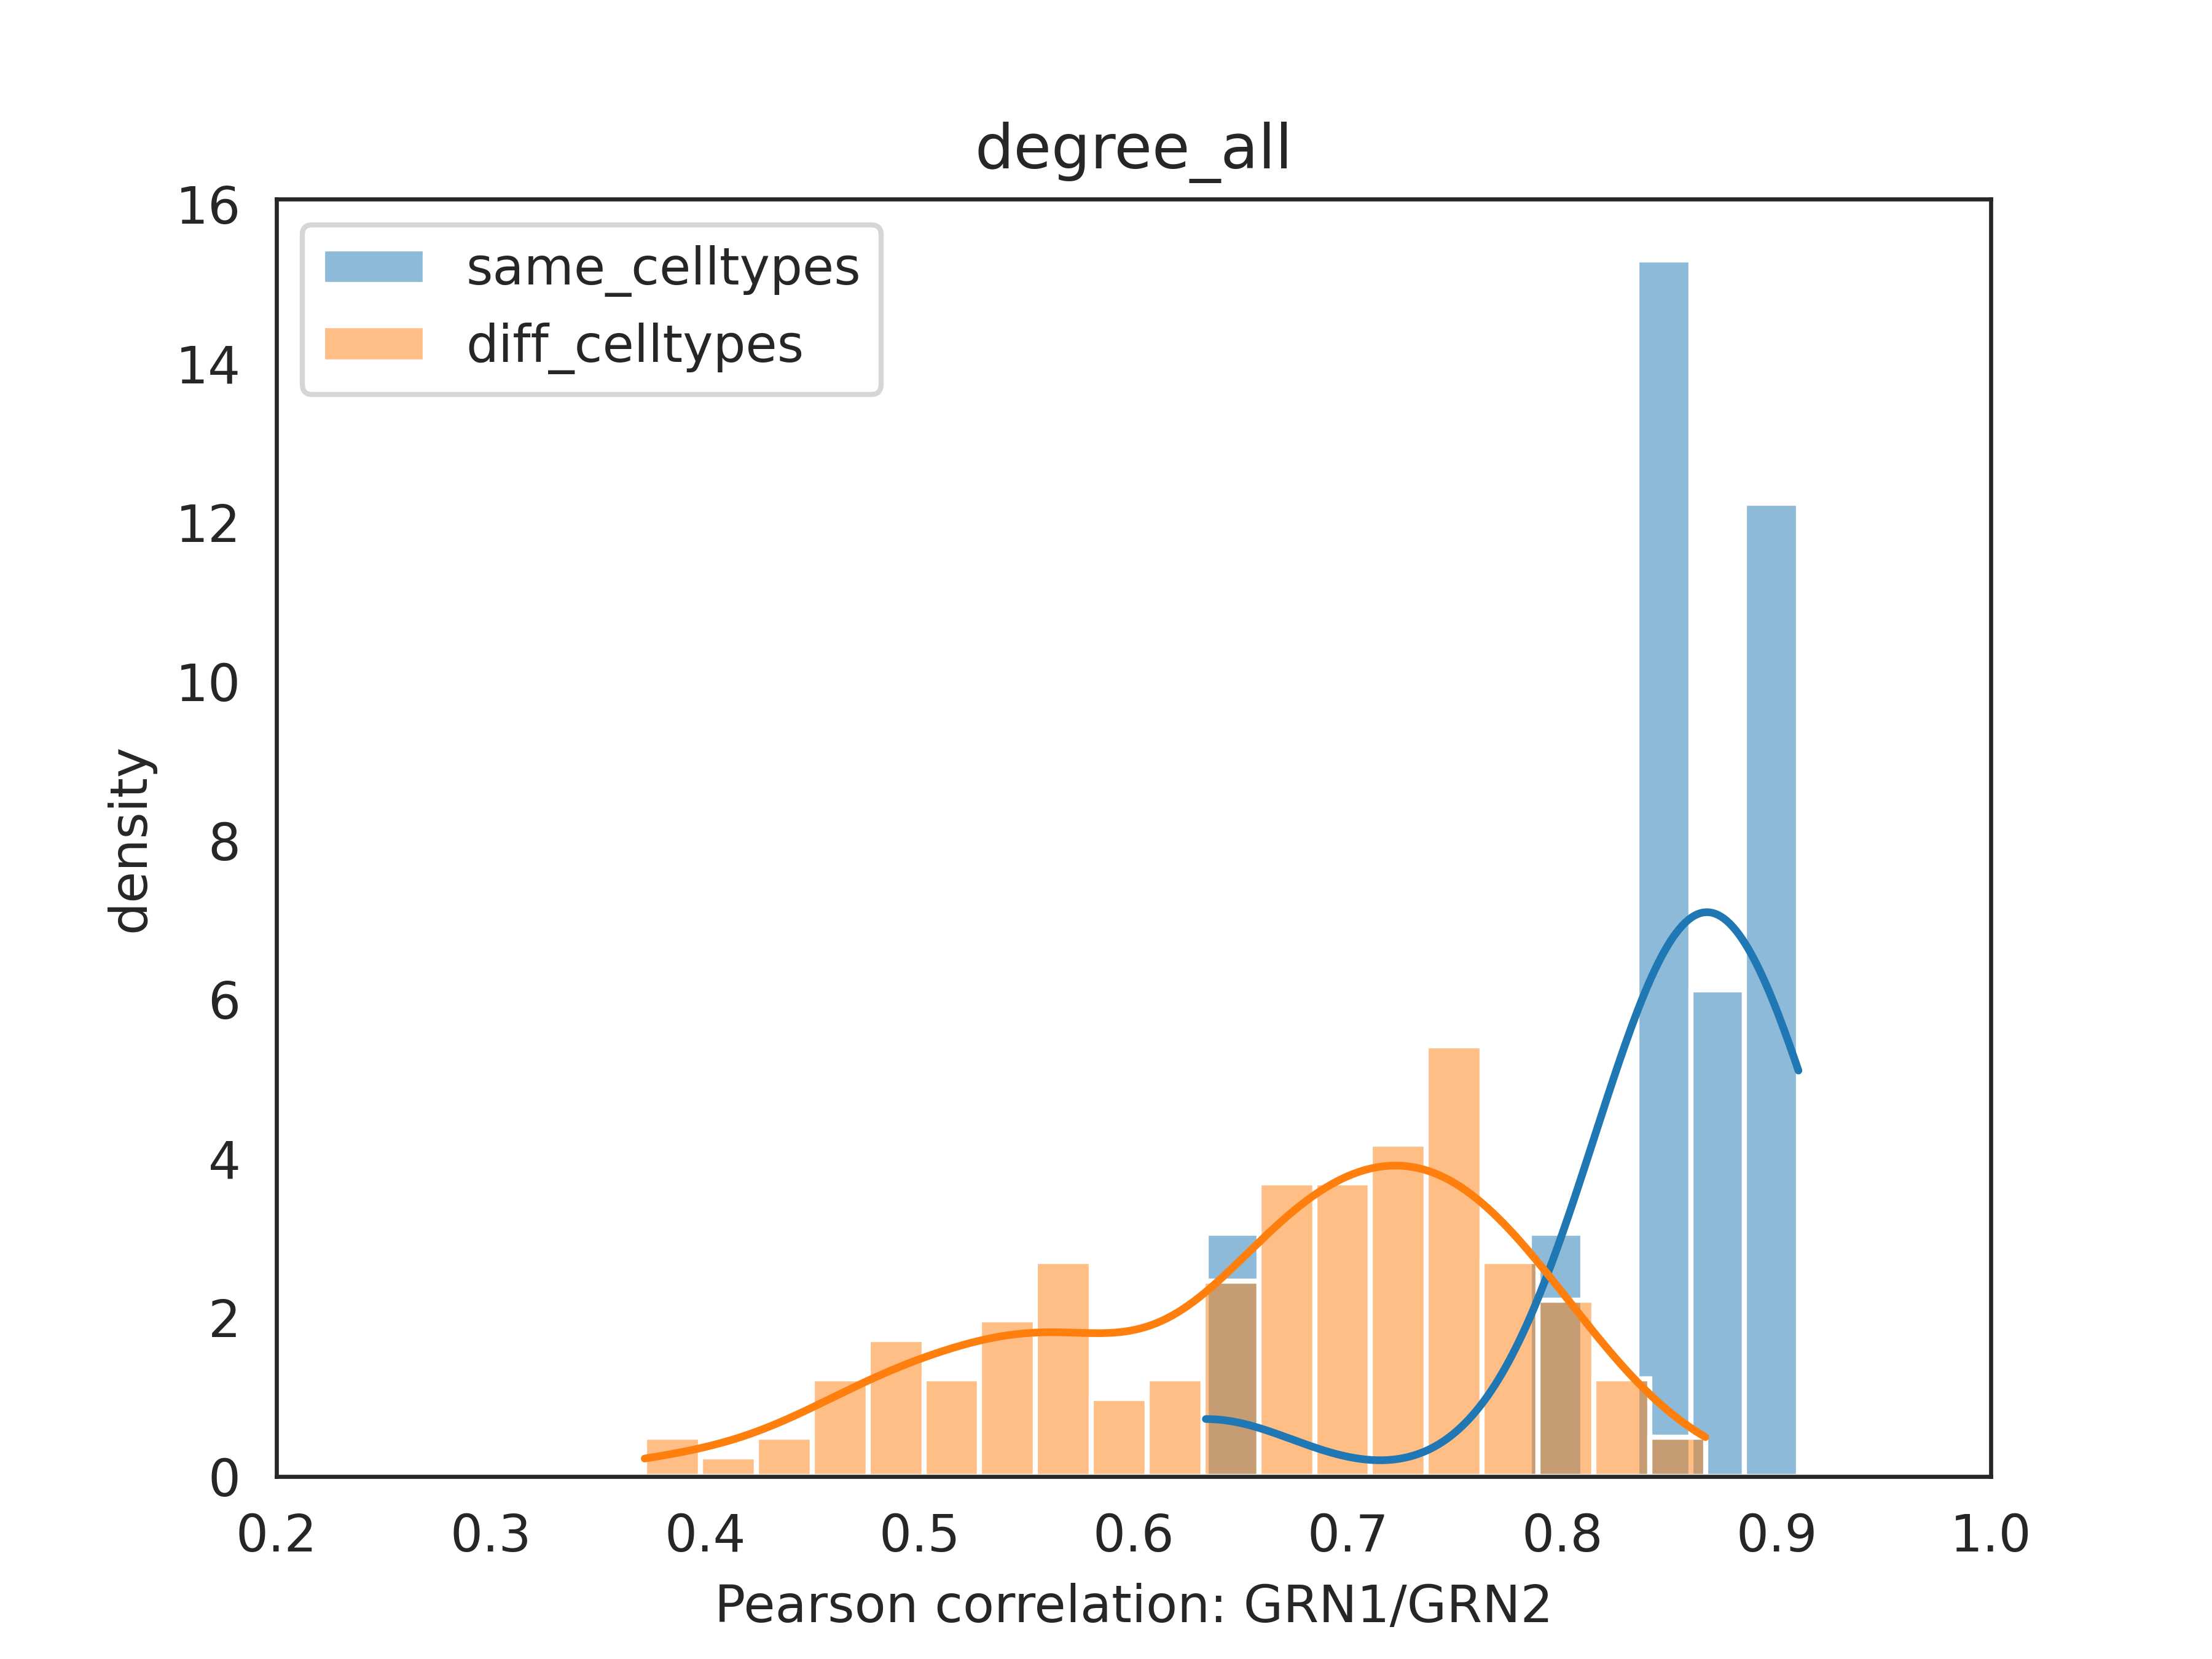 degree_all
same_celltypes
diff_celltypes
density
16
14
12
10
8
6
4
2
0
0.2 0.3 0.4 0.5 0.6 0.7 0.8 0.9 1.0
Pearson correlation: GRN1/GRN2